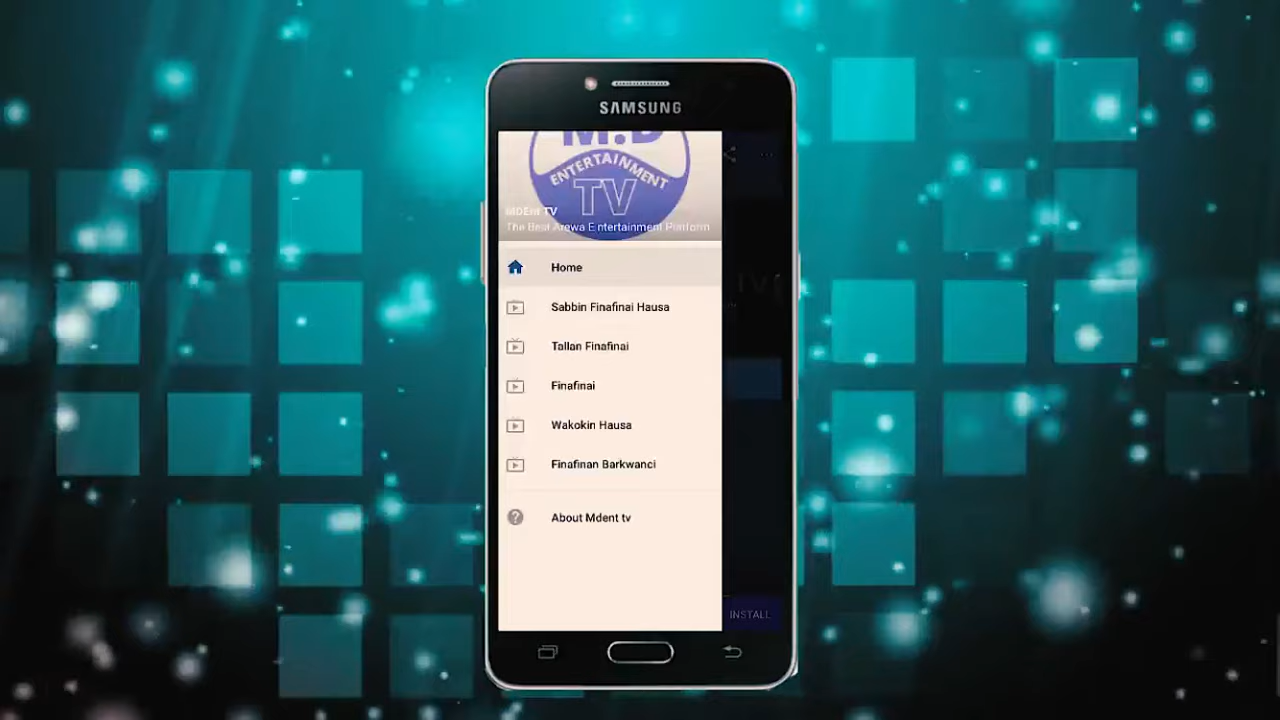 SAMSUNG
M.D
ENTERTAINMENT
TV
MDent TV
The Best Arewa Entertainment Platform
Home
Sabbin Finafinai Hausa
Tallan Finafinai
Finafinai
Wakokin Hausa
Finafinan Barkwanci
About Mdent tv
INSTALL